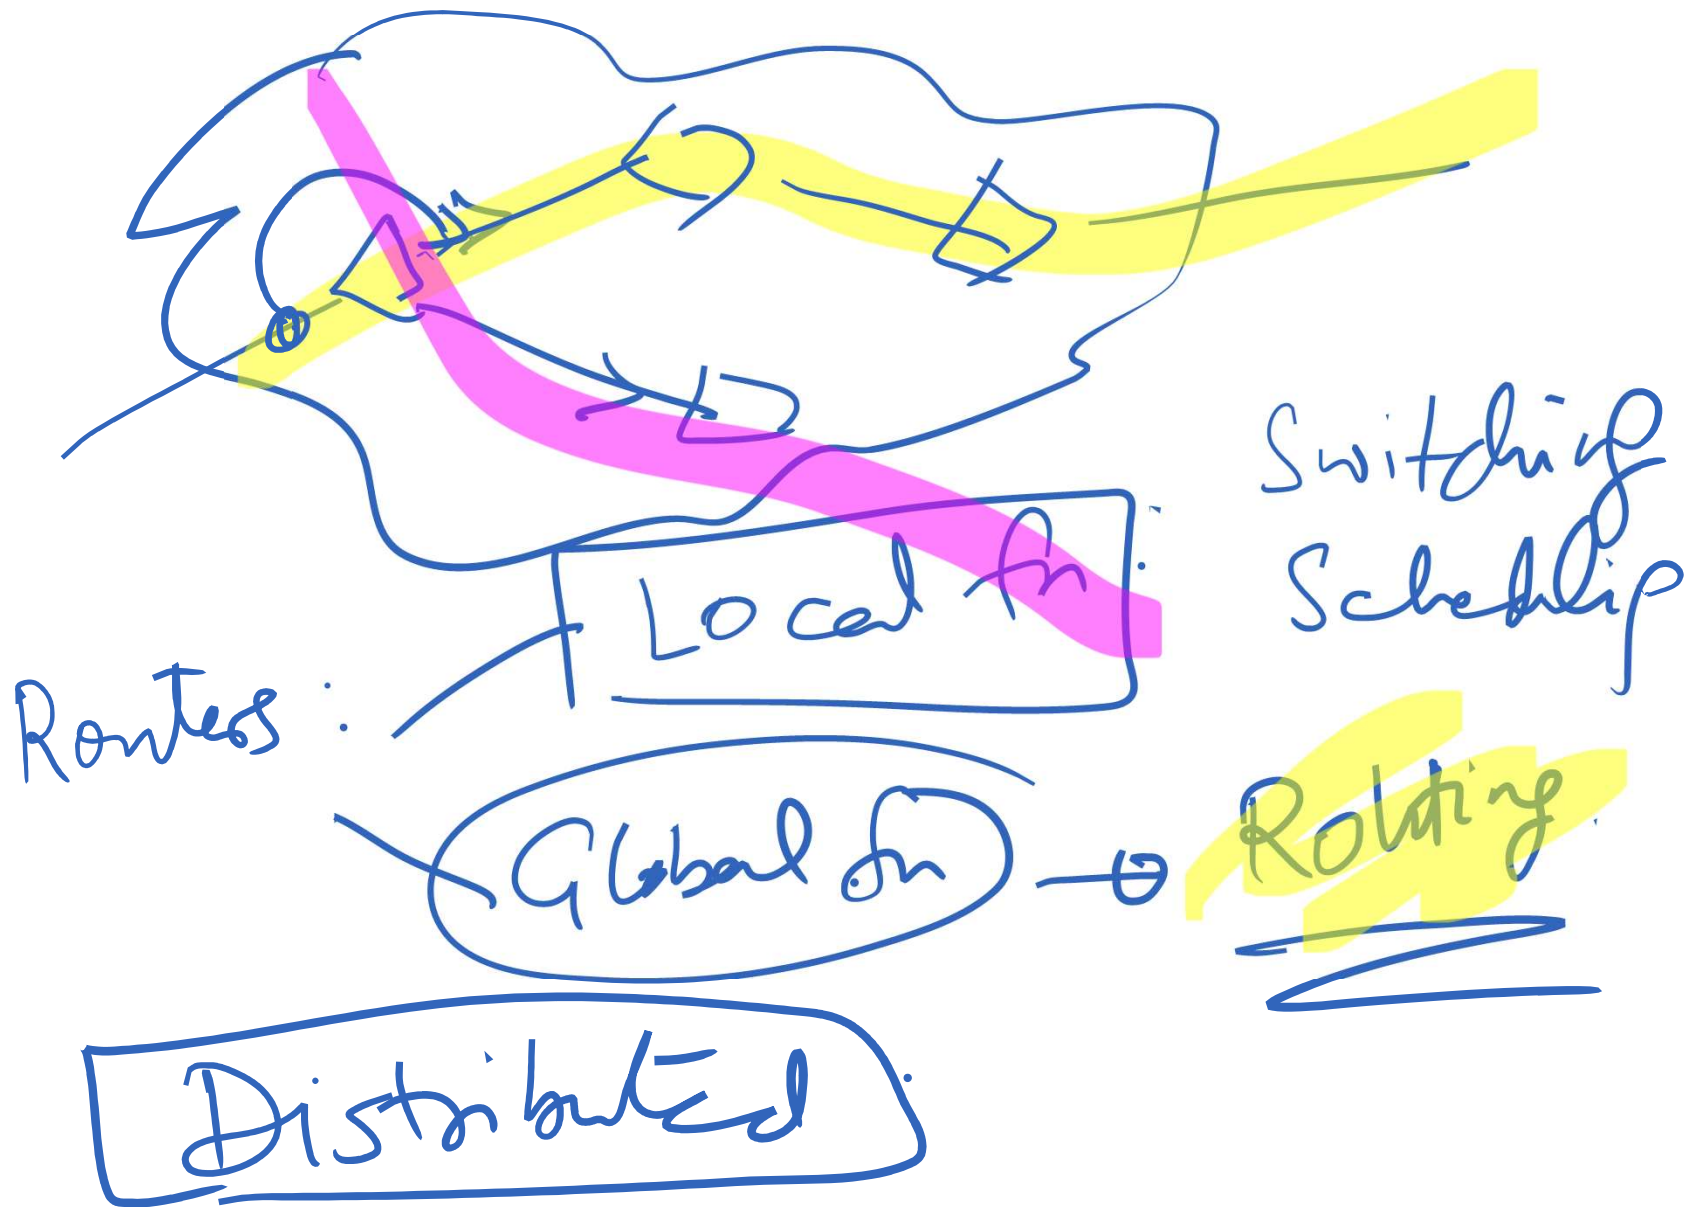 Switching
Local fn : Scheduling
Routers :
Global fn → Routing
Distributed